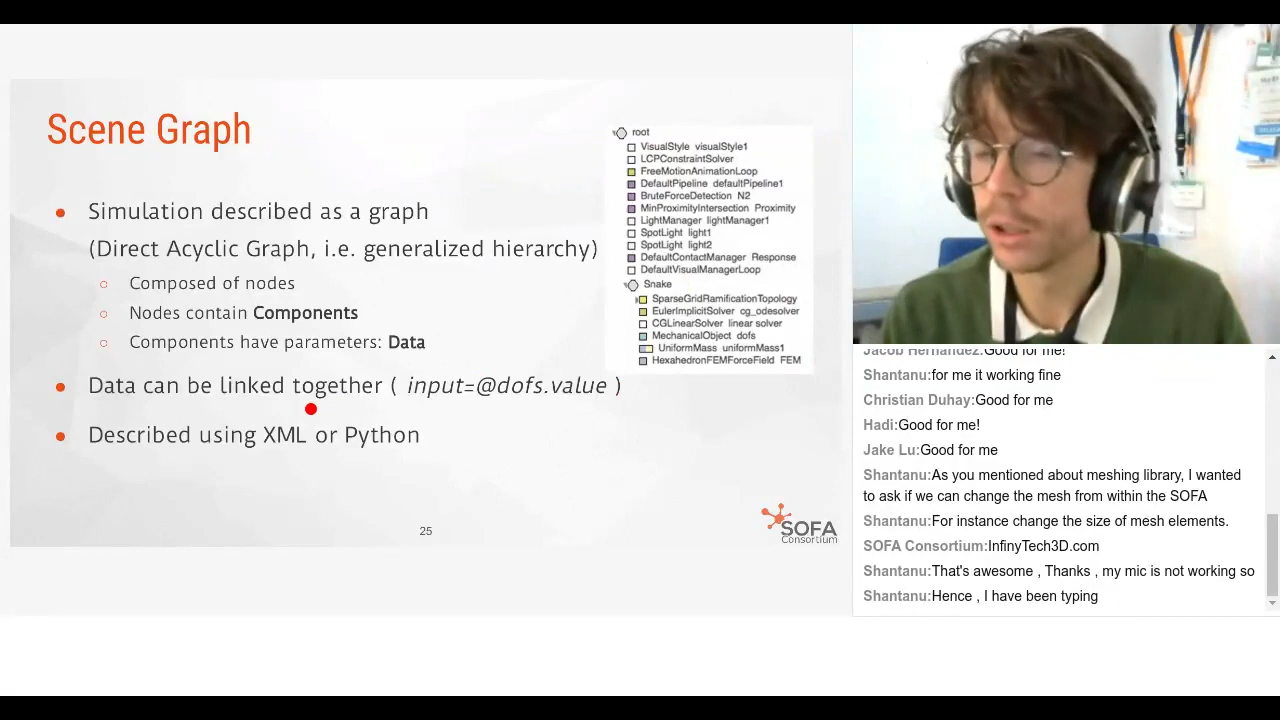 Scene Graph
Simulation described as a graph
(Direct Acyclic Graph, i.e. generalized hierarchy)
Composed of nodes
Nodes contain Components
Components have parameters: Data
Data can be linked together ( input=@dofs.value )
Described using XML or Python
root
VisualStyle visualStyle1
LCPConstraintSolver
FreeMotionAnimationLoop
DefaultPipeline defaultPipeline1
BruteForceDetection N2
MinProximityIntersection Proximity
LightManager lightManager1
SpotLight light1
SpotLight light2
DefaultContactManager Response
DefaultVisualManagerLoop
Snake
SparseGridRamificationTopology
EulerImplicitSolver cg_odesolver
CGLinearSolver linear solver
MechanicalObject dofs
UniformMass uniformMass1
HexahedronFEMForceField FEM
25
SOFA
Consortium
Jacob Hernandez:Good for me!
Shantanu:for me it working fine
Christian Duhay:Good for me
Hadi:Good for me!
Jake Lu:Good for me
Shantanu:As you mentioned about meshing library, I wanted
to ask if we can change the mesh from within the SOFA
Shantanu:For instance change the size of mesh elements.
SOFA Consortium:InfinyTech3D.com
Shantanu:That's awesome , Thanks , my mic is not working so
Shantanu:Hence , I have been typing